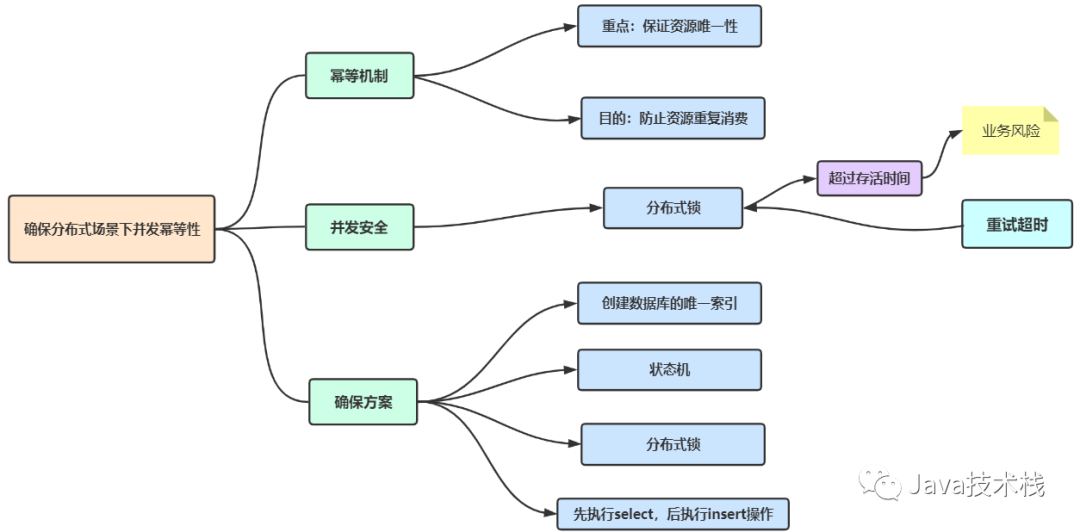 确保分布式场景下并发幂等性
幂等机制
重点：保证资源唯一性
目的：防止资源重复消费
并发安全
分布式锁
超过存活时间
业务风险
重试超时
确保方案
创建数据库的唯一索引
状态机
分布式锁
先执行select，后执行insert操作
Java技术栈